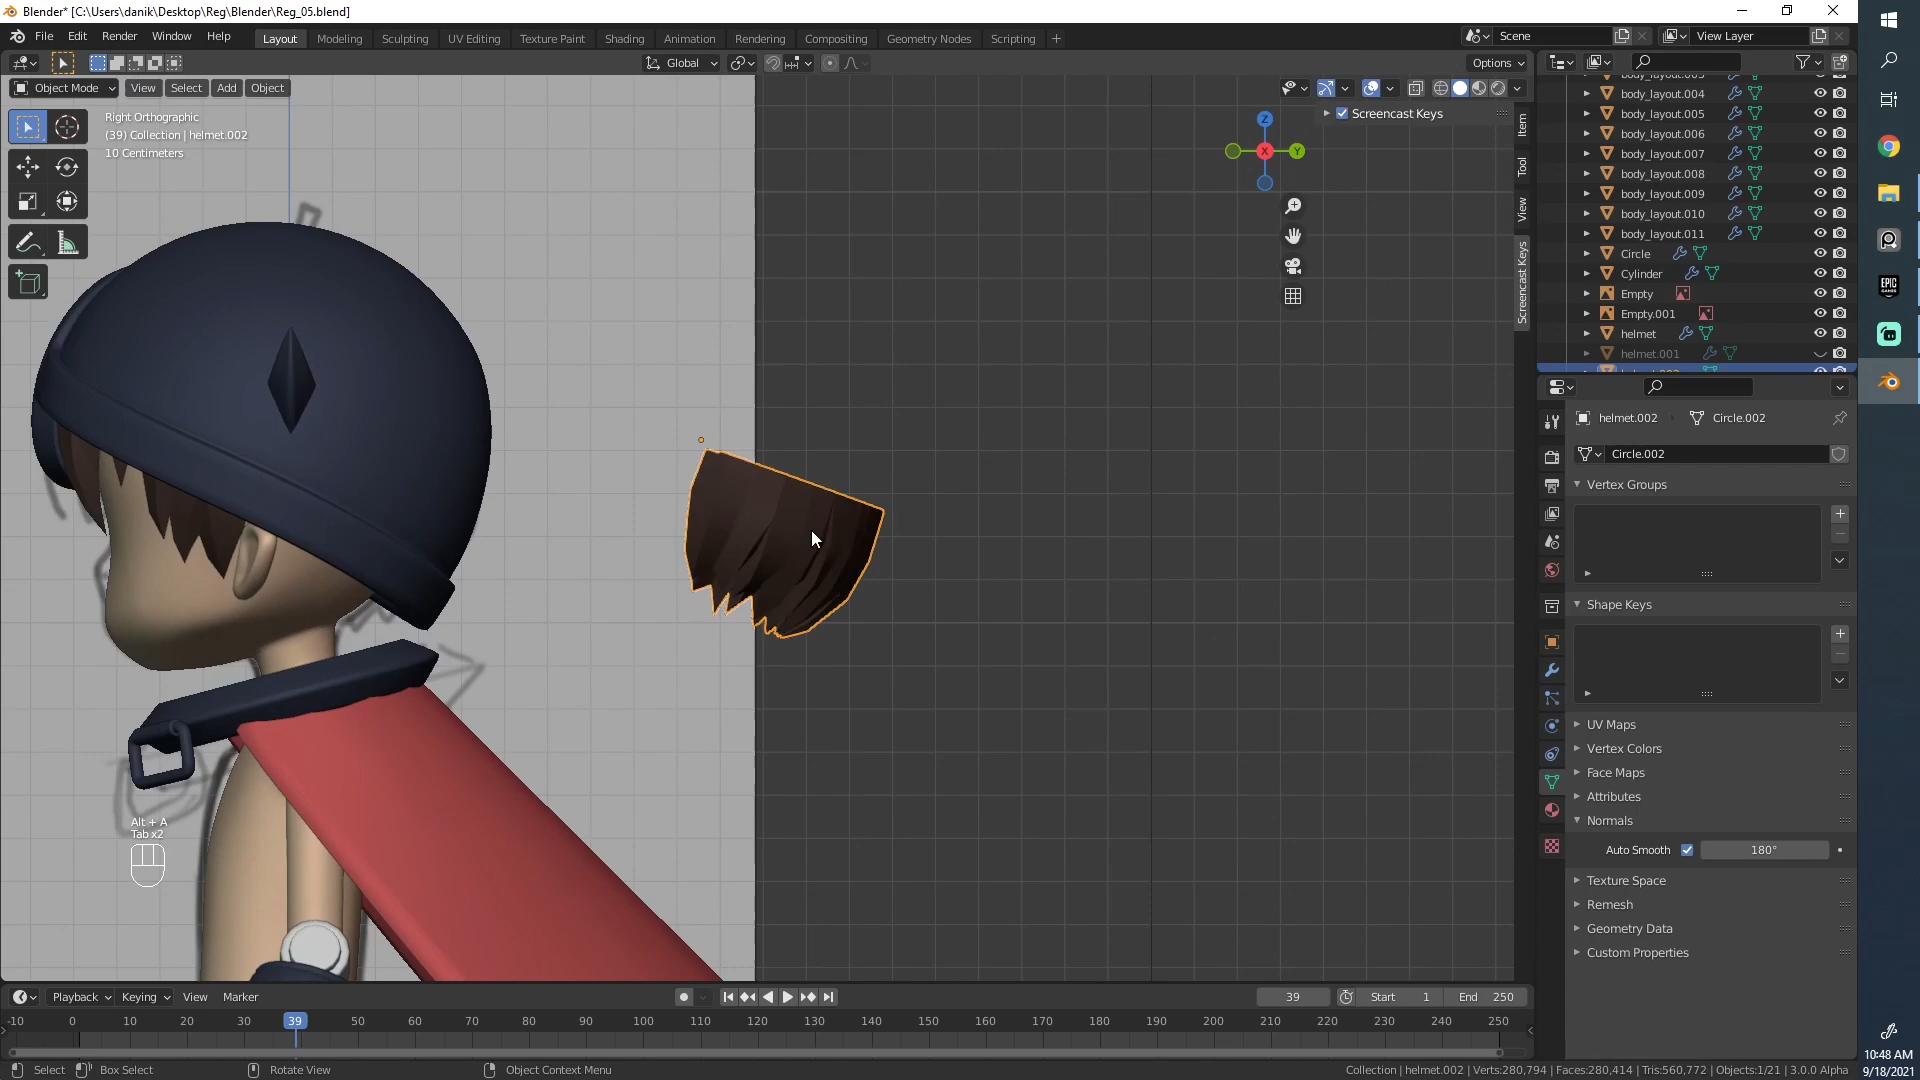 Blender* [C:\Users\danik\Desktop\Reg\Blender\Reg_05.blend]
File Edit Render Window Help Layout Modeling Sculpting UV Editing Texture Paint Shading Animation Rendering Compositing Geometry Nodes Scripting + Scene View Layer
Global Options
Object Mode View Select Add Object
Right Orthographic
(39) Collection | helmet.002
10 Centimeters
Screencast Keys
Z
X
Y
Item
Tool
View
Screencast Keys
body_layout.004
body_layout.005
body_layout.006
body_layout.007
body_layout.008
body_layout.009
body_layout.010
body_layout.011
Circle
Cylinder
Empty
Empty.001
helmet
helmet.001
helmet.002 Circle.002
Circle.002
Vertex Groups
Shape Keys
UV Maps
Vertex Colors
Face Maps
Attributes
Normals
Auto Smooth 180°
Texture Space
Remesh
Geometry Data
Custom Properties
Alt + A
Tab x2
EPIC
GAMES
Playback Keying View Marker 39 Start 1 End 250
-10 0 10 20 30 39 50 60 70 80 90 100 110 120 130 140 150 160 170 180 190 200 210 220 230 240 250
Select Box Select Rotate View Object Context Menu Collection | helmet.002 | Verts:280,794 | Faces:280,414 | Tris:560,772 | Objects:1/21 | 3.0.0 Alpha
10:48 AM
9/18/2021